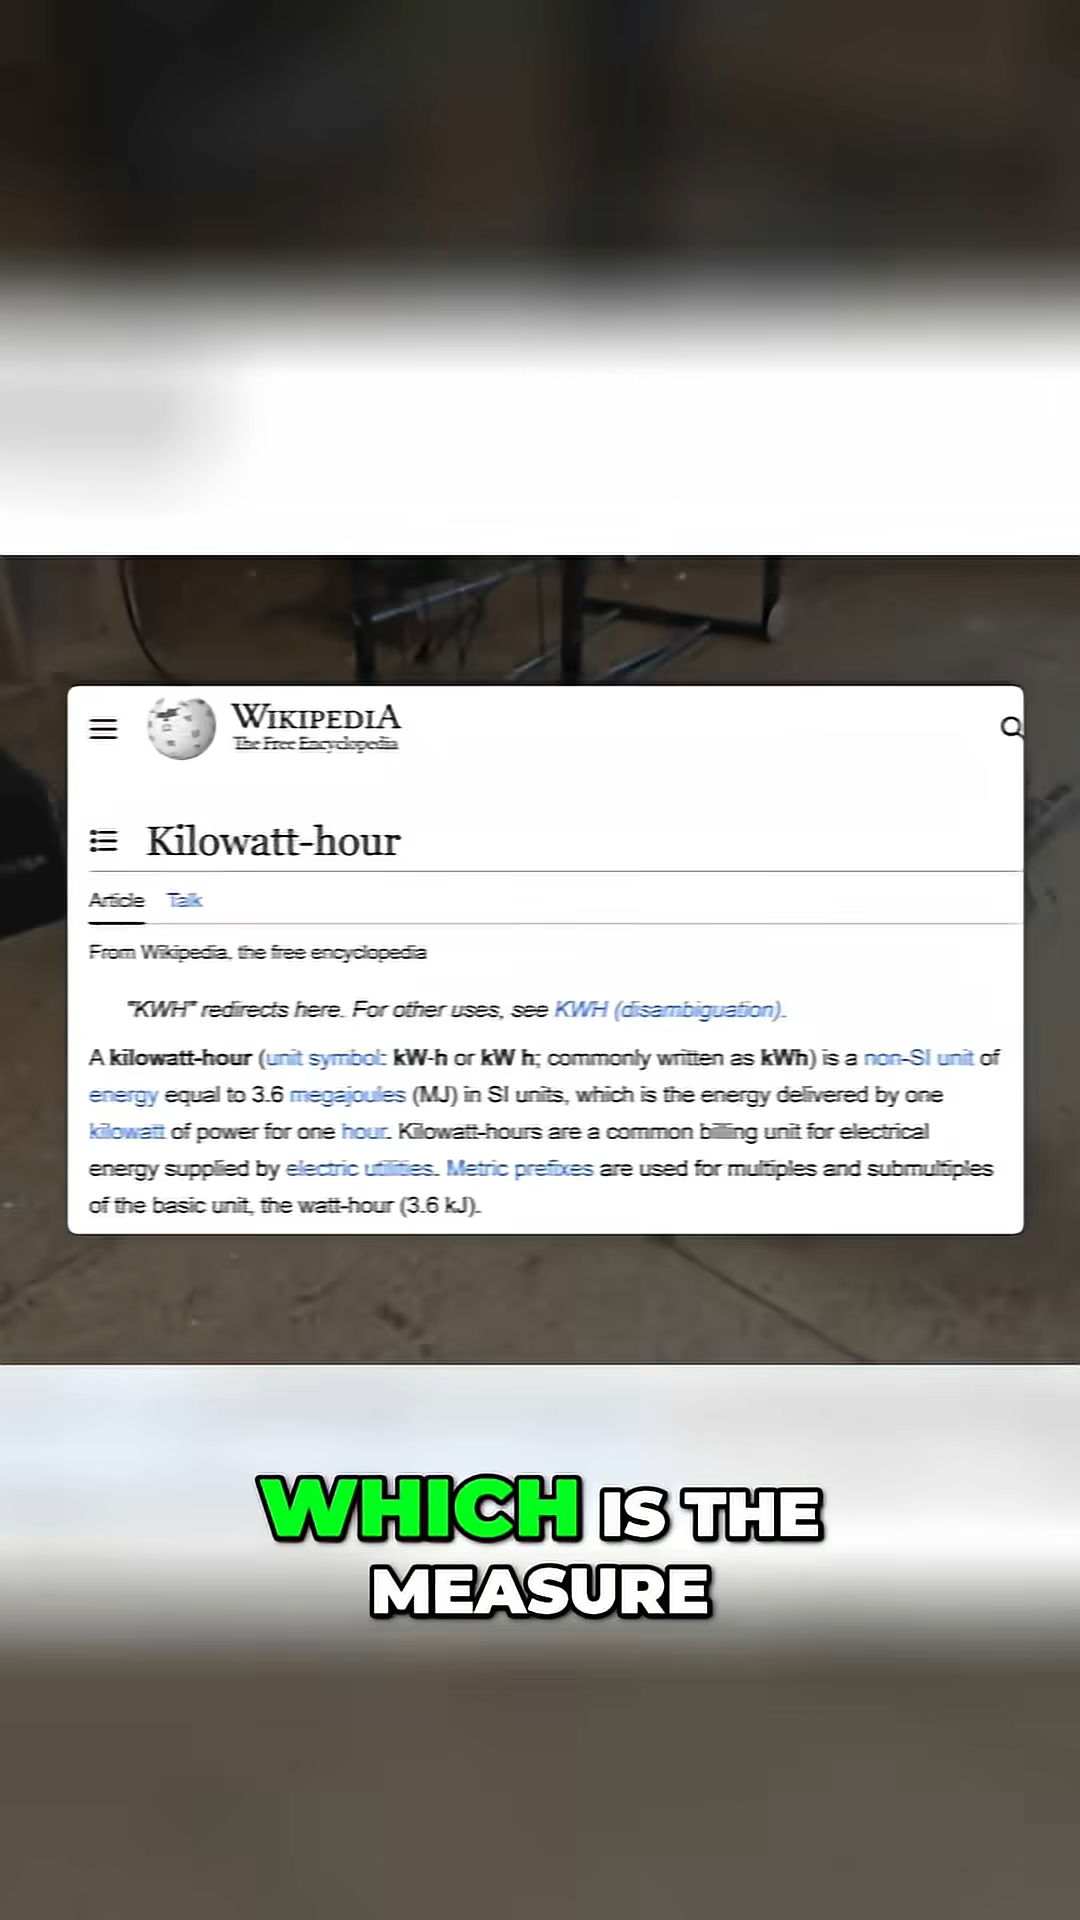 WIKIPEDIA
The Free Encyclopedia
Kilowatt-hour
Article Talk
From Wikipedia, the free encyclopedia
"KWH" redirects here. For other uses, see KWH (disambiguation).
A kilowatt-hour (unit symbol: kW⋅h or kW h; commonly written as kWh) is a non-SI unit of
energy equal to 3.6 megajoules (MJ) in SI units, which is the energy delivered by one
kilowatt of power for one hour. Kilowatt-hours are a common billing unit for electrical
energy supplied by electric utilities. Metric prefixes are used for multiples and submultiples
of the basic unit, the watt-hour (3.6 kJ).
WHICH IS THE
MEASURE